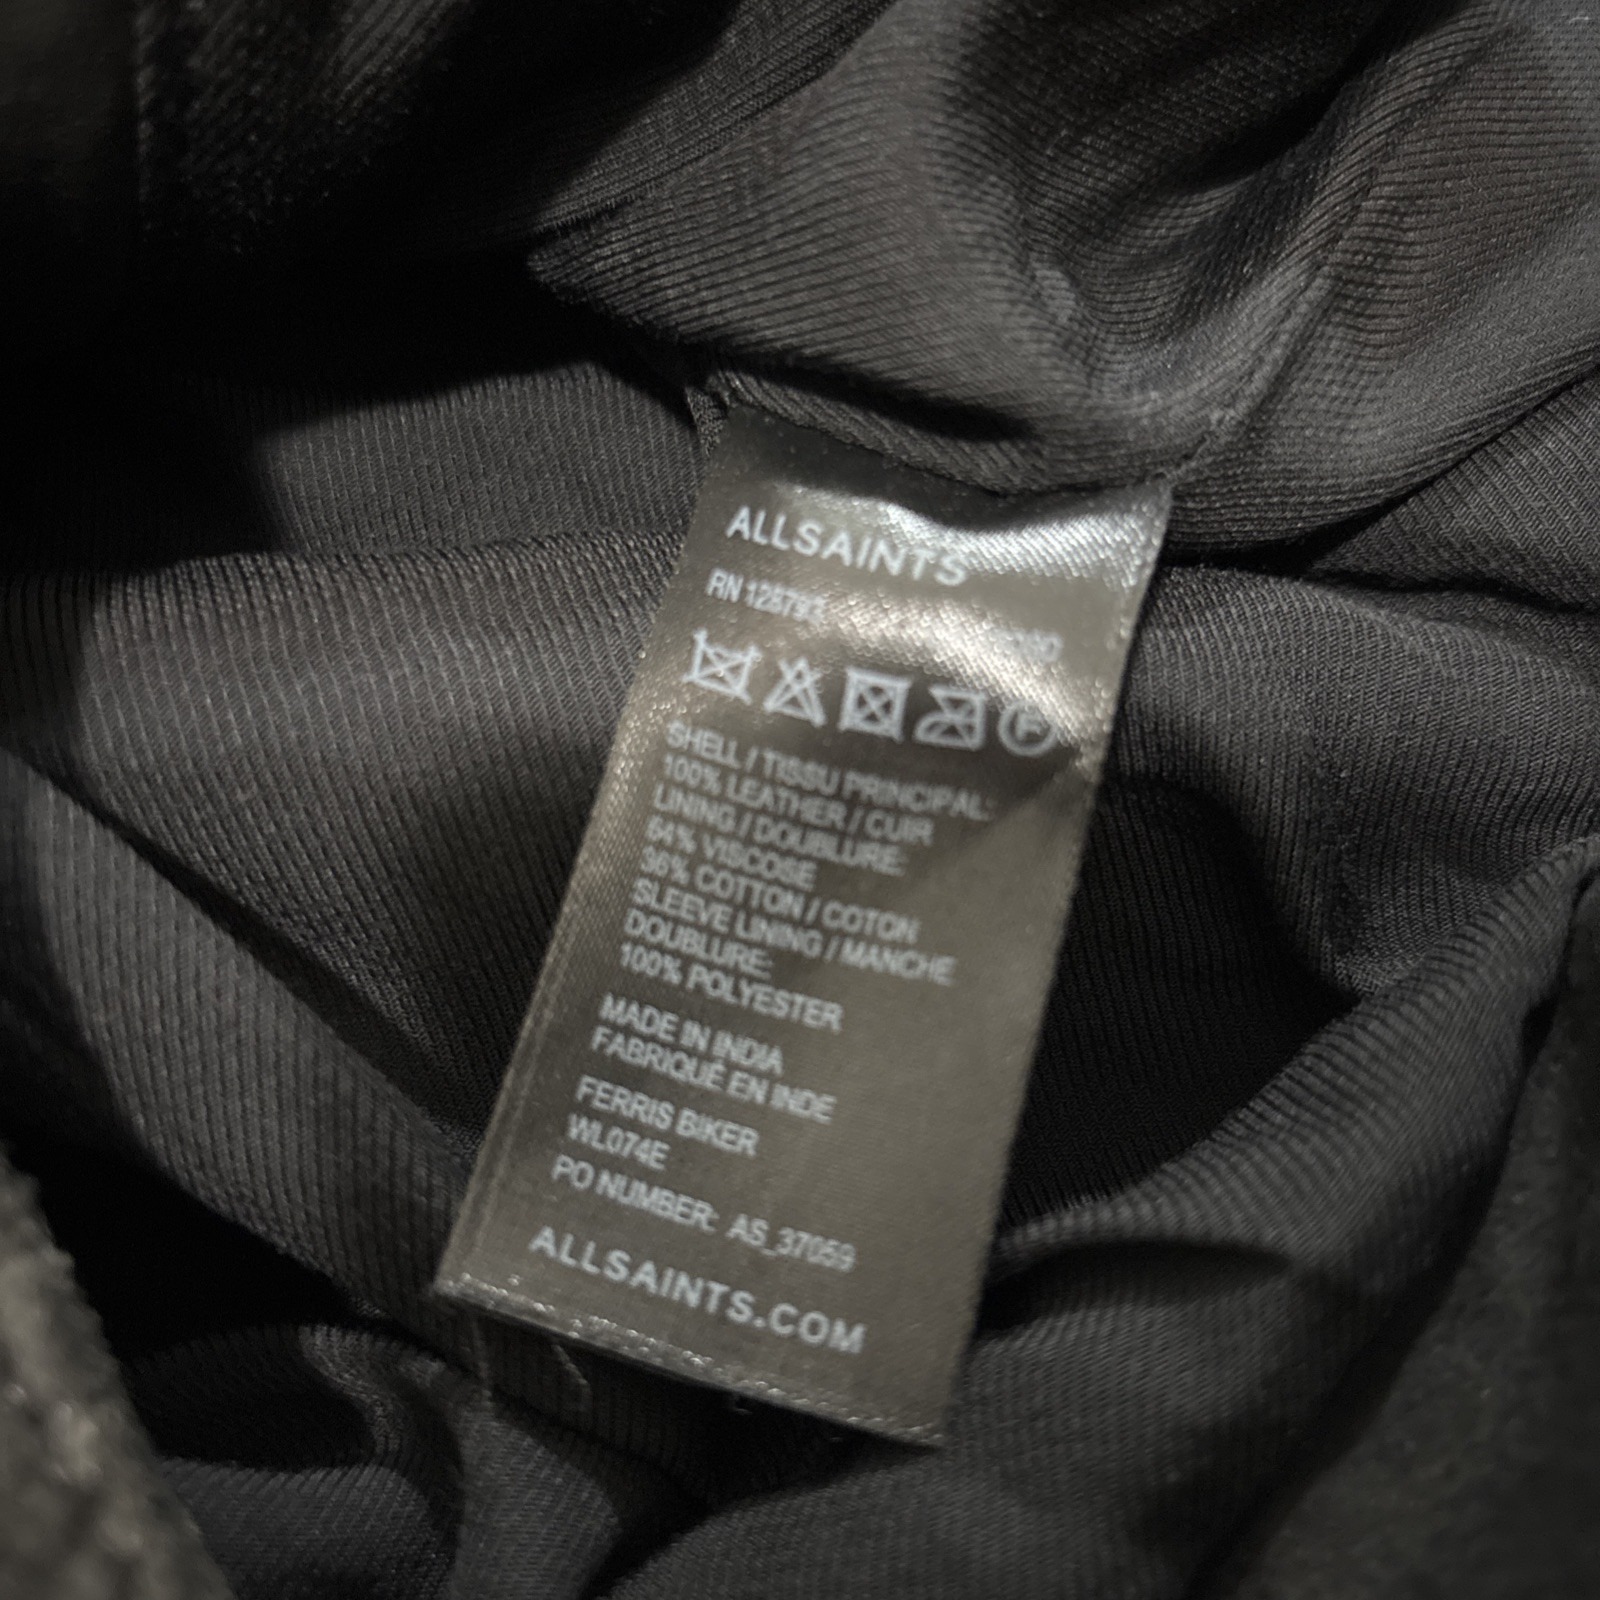 ALLSAINTS
RN 128793
SHELL / TISSU PRINCIPAL:
100% LEATHER / CUIR
LINING / DOUBLURE:
64% VISCOSE
36% COTTON / COTON
SLEEVE LINING / MANCHE
DOUBLURE:
100% POLYESTER
MADE IN INDIA
FABRIQUÉ EN INDE
FERRIS BIKER
WL074E
PO NUMBER: AS_37059
ALLSAINTS.COM